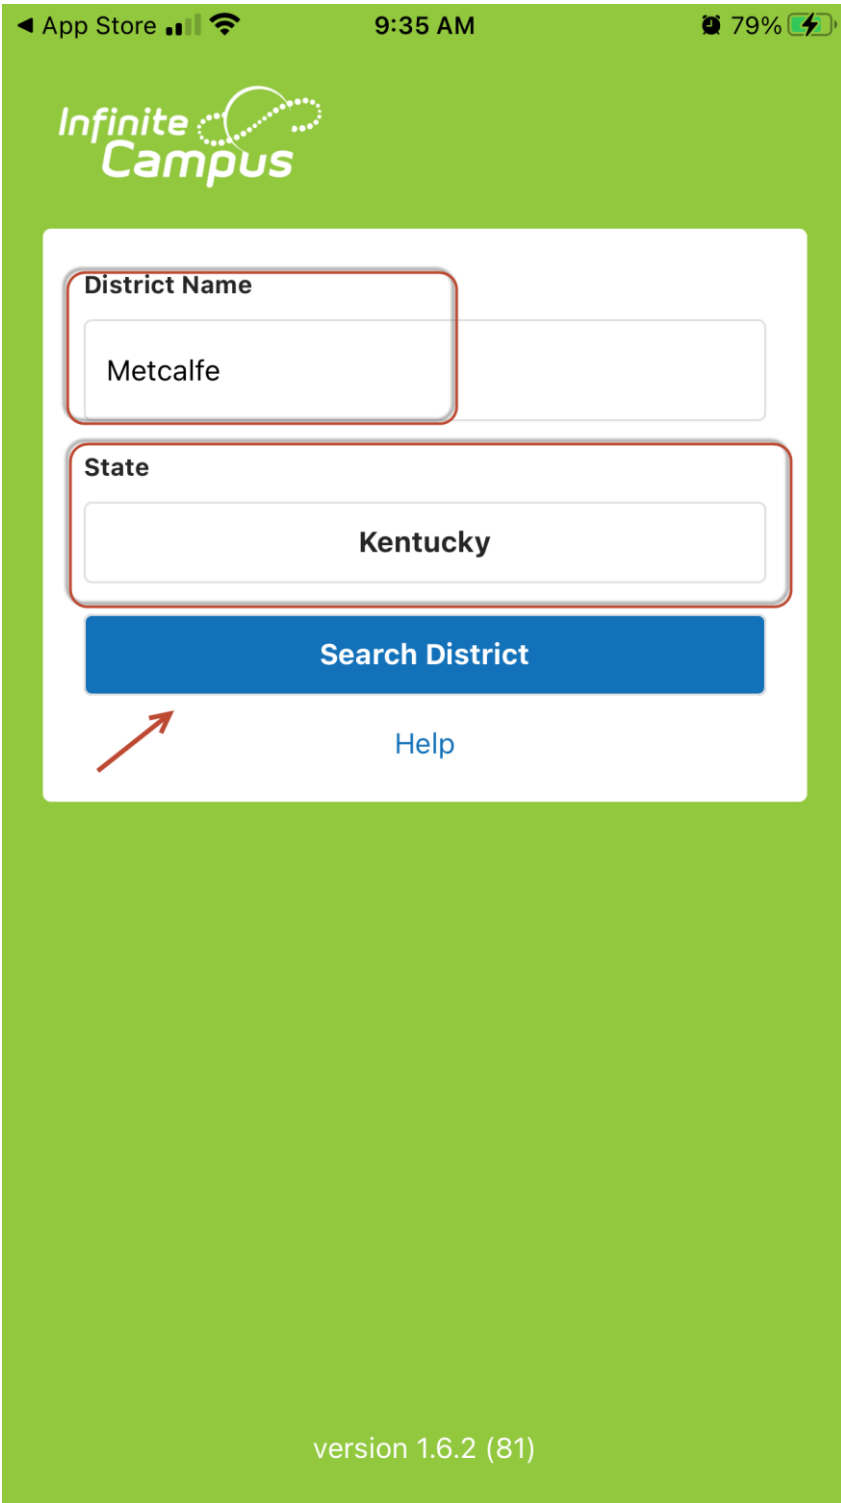 App Store 9:35 AM 79%
Infinite
Campus
District Name
Metcalfe
State
Kentucky
Search District
Help
version 1.6.2 (81)